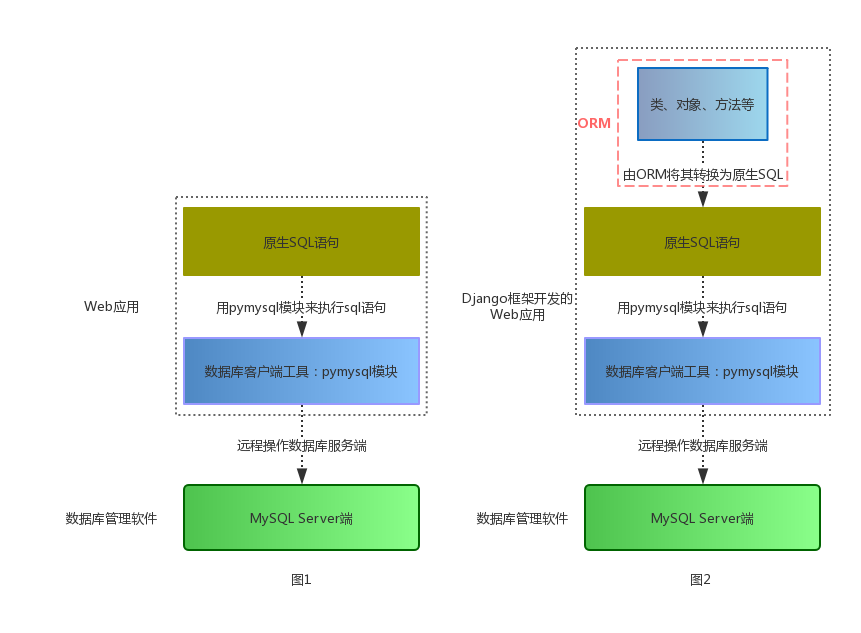 原生SQL语句
Web应用
用pymysql模块来执行sql语句
数据库客户端工具：pymysql模块
远程操作数据库服务端
数据库管理软件
MySQL Server端
图1
类、对象、方法等
ORM
由ORM将其转换为原生SQL
原生SQL语句
Django框架开发的
Web应用
用pymysql模块来执行sql语句
数据库客户端工具：pymysql模块
远程操作数据库服务端
数据库管理软件
MySQL Server端
图2